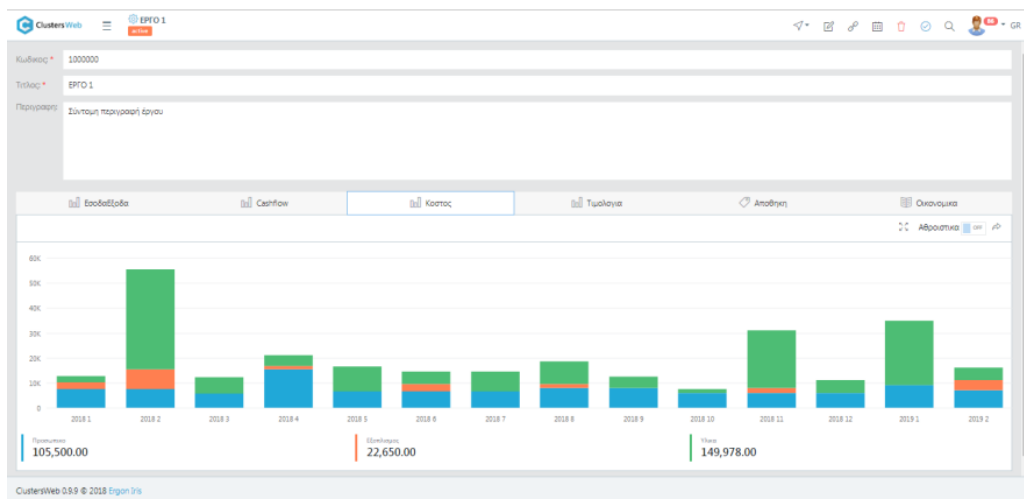 ClustersWeb
ΕΡΓΟ 1
active
96
GR
Κωδικος *
1000000
Τιτλος *
ΕΡΓΟ 1
Περιγραφη
Σύντομη περιγραφή έργου
ΕσοδαΕξοδα
Cashflow
Κοστος
Τιμολογια
Αποθηκη
Οικονομικα
Αθροιστικα
OFF
60K
50K
40K
30K
20K
10K
0
2018 1
2018 2
2018 3
2018 4
2018 5
2018 6
2018 7
2018 8
2018 9
2018 10
2018 11
2018 12
2019 1
2019 2
Προσωπικο
105,500.00
Εξοπλισμος
22,650.00
Υλικα
149,978.00
ClustersWeb 0.9.9 © 2018 Ergon Iris